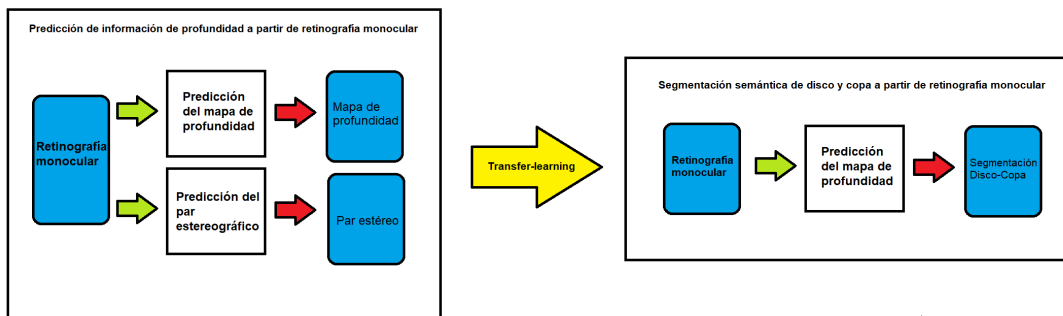 Predicción de información de profundidad a partir de retinografía monocular
Retinografía
monocular
Predicción
del mapa de
profundidad
Mapa de
profundidad
Predicción del
par
estereográfico
Par estéreo
Transfer-learning
Segmentación semántica de disco y copa a partir de retinografía monocular
Retinografía
monocular
Predicción
del mapa de
profundidad
Segmentación
Disco-Copa